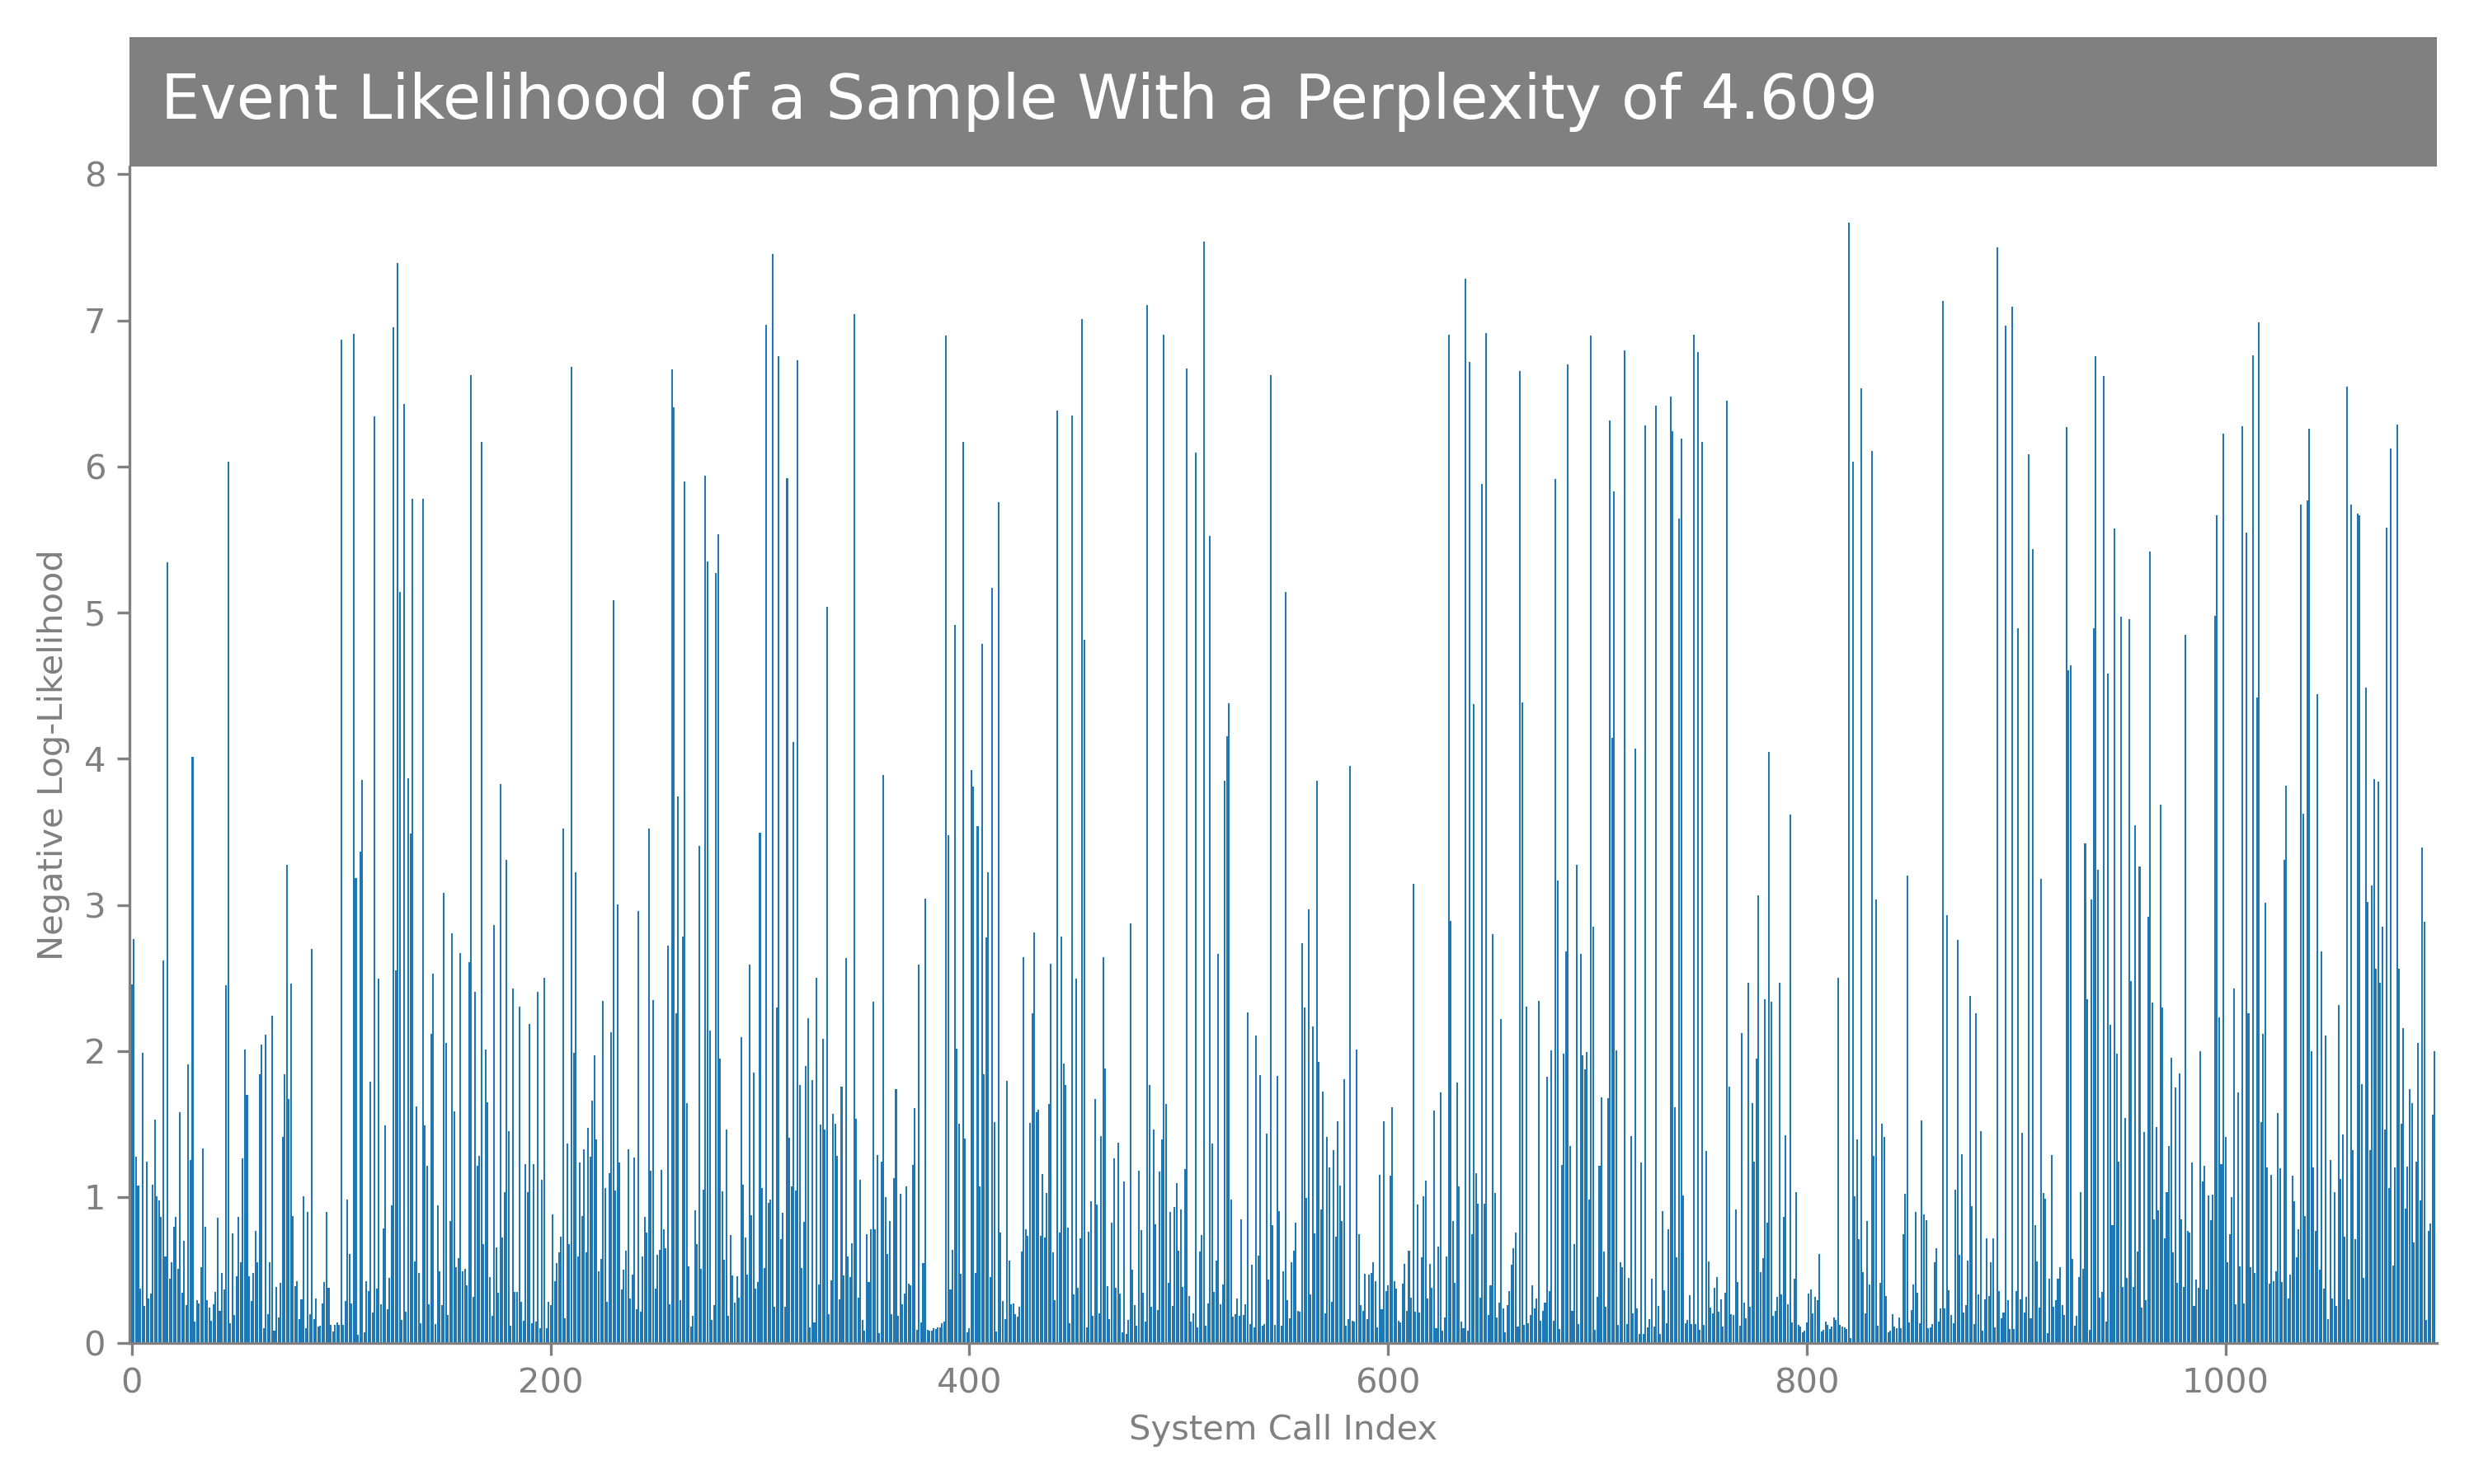 Event Likelihood of a Sample With a Perplexity of 4.609
8
7
6
5
4
3
2
1
0
Negative Log-Likelihood
0 200 400 600 800 1000
System Call Index